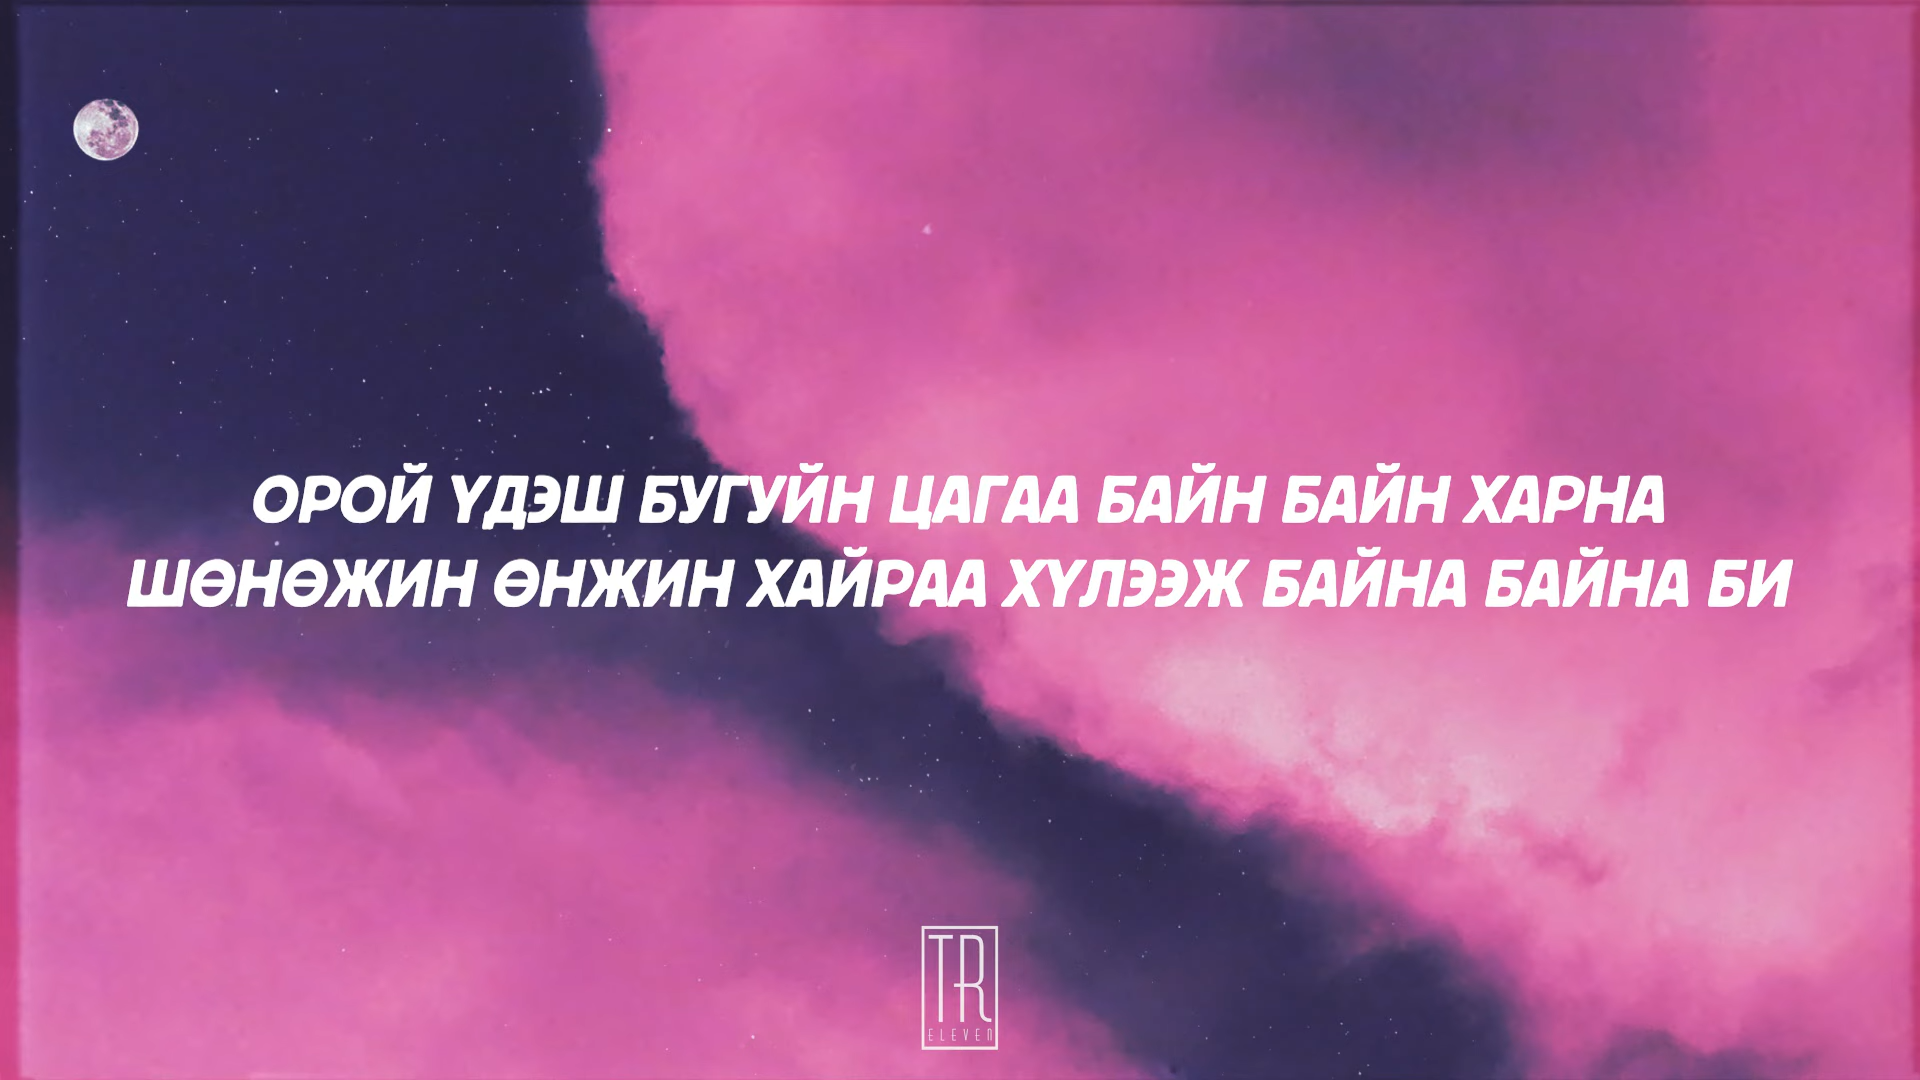 ОРОЙ ҮДЭШ БУГУЙН ЦАГАА БАЙН БАЙН ХАРНА
ШӨНӨЖИН ӨНЖИН ХАЙРАА ХҮЛЭЭЖ БАЙНА БАЙНА БИ
TR
ELEVEN